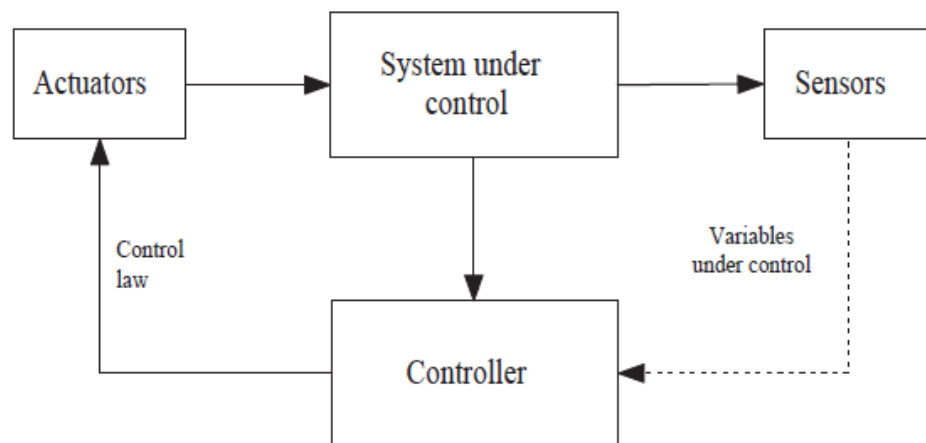 Actuators
System under
control
Sensors
Control
law
Variables
under control
Controller